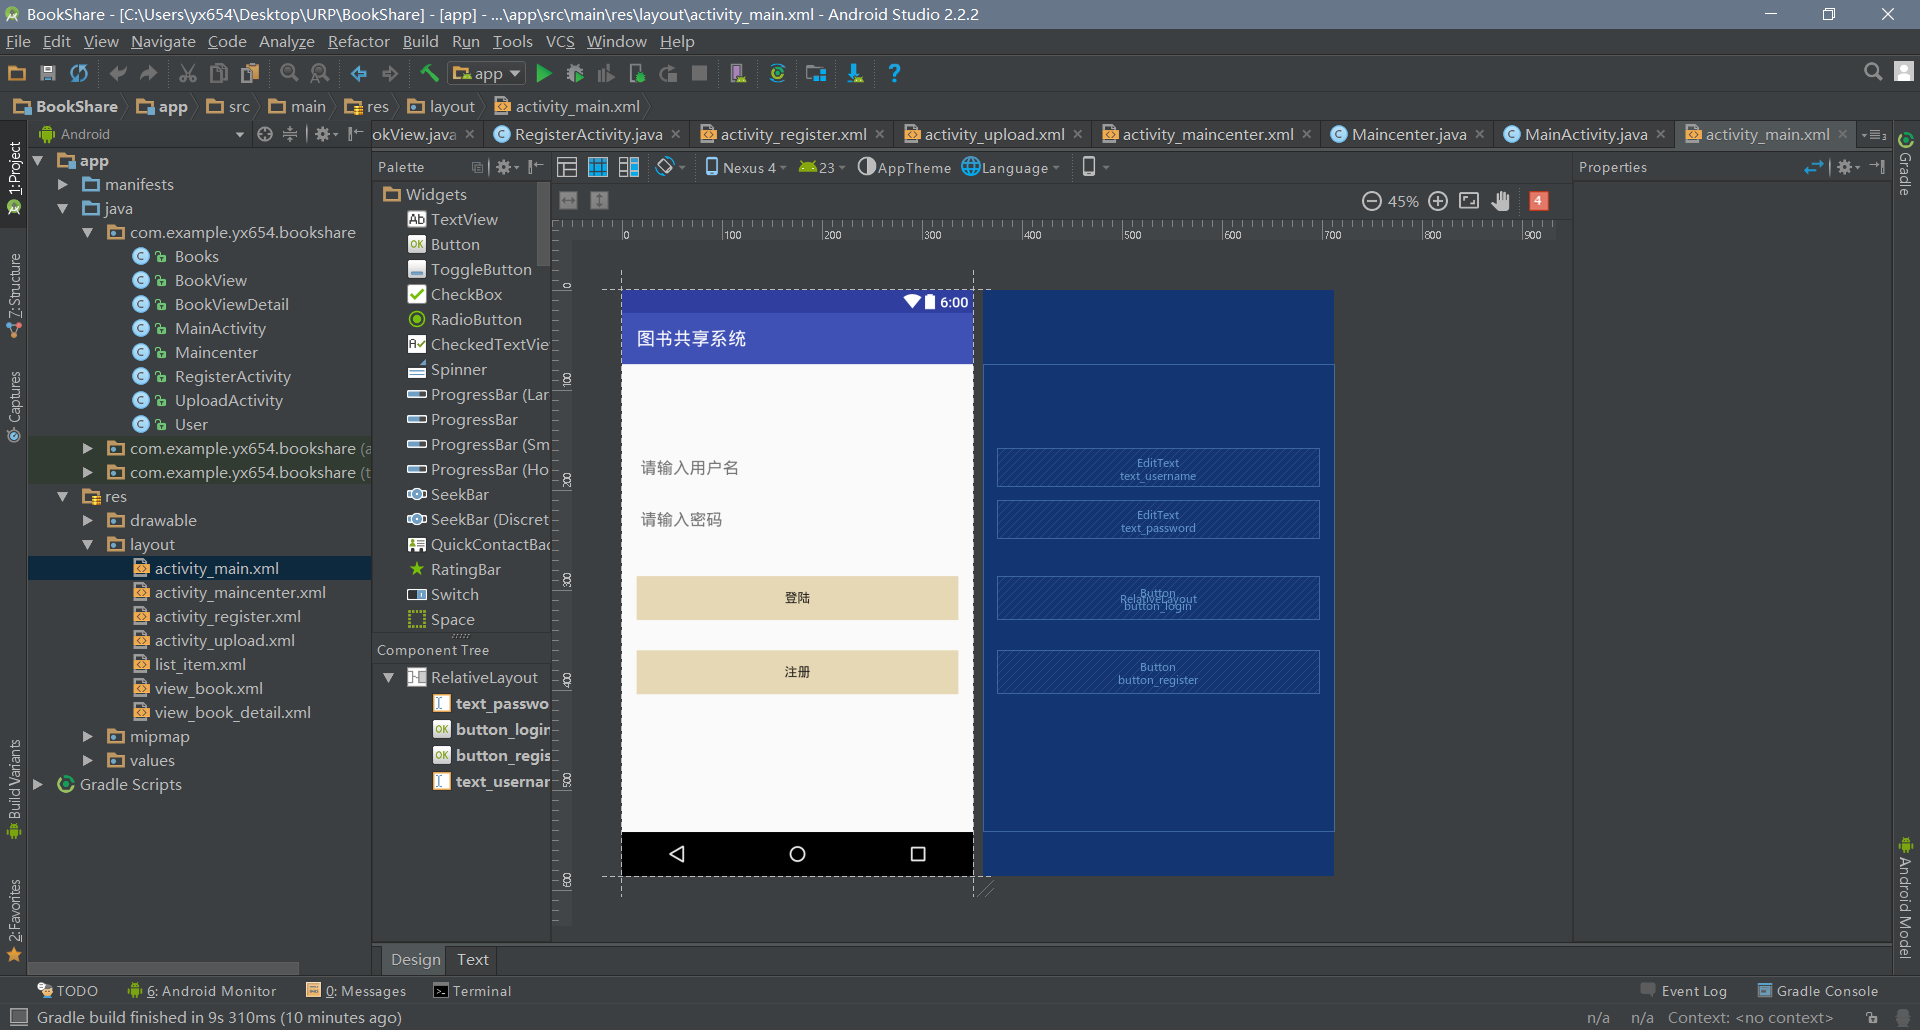 BookShare - [C:\Users\yx654\Desktop\URP\BookShare] - [app] - ...\app\src\main\res\layout\activity_main.xml - Android Studio 2.2.2
File Edit View Navigate Code Analyze Refactor Build Run Tools VCS Window Help
app
BookShare app src main res layout activity_main.xml
Android
okView.java RegisterActivity.java activity_register.xml activity_upload.xml activity_maincenter.xml Maincenter.java MainActivity.java activity_main.xml
1: Project
7: Structure
Captures
Build Variants
2: Favorites
app
manifests
java
com.example.yx654.bookshare
Books
BookView
BookViewDetail
MainActivity
Maincenter
RegisterActivity
UploadActivity
User
com.example.yx654.bookshare (a
com.example.yx654.bookshare (t
res
drawable
layout
activity_main.xml
activity_maincenter.xml
activity_register.xml
activity_upload.xml
list_item.xml
view_book.xml
view_book_detail.xml
mipmap
values
Gradle Scripts
Palette
Widgets
TextView
Button
ToggleButton
CheckBox
RadioButton
CheckedTextVie
Spinner
ProgressBar (Lar
ProgressBar
ProgressBar (Sm
ProgressBar (Ho
SeekBar
SeekBar (Discret
QuickContactBac
RatingBar
Switch
Space
Component Tree
RelativeLayout
text_passwo
button_login
button_regis
text_usernar
Nexus 4 23 AppTheme Language
45% 4
0 100 200 300 400 500 600 700 800 900
0
100
200
300
400
500
600
6:00
图书共享系统
请输入用户名
请输入密码
登陆
注册
EditText
text_username
EditText
text_password
Button
RelativeLayout
button_login
Button
button_register
Properties
Gradle
Android Model
Design Text
TODO 6: Android Monitor 0: Messages Terminal Event Log Gradle Console
Gradle build finished in 9s 310ms (10 minutes ago) n/a n/a Context: <no context>